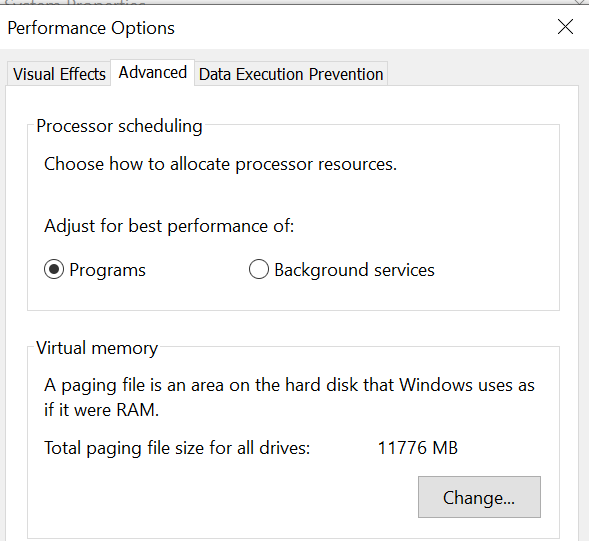 Performance Options
Visual Effects
Advanced
Data Execution Prevention
Processor scheduling
Choose how to allocate processor resources.
Adjust for best performance of:
Programs
Background services
Virtual memory
A paging file is an area on the hard disk that Windows uses as
if it were RAM.
Total paging file size for all drives:
11776 MB
Change...